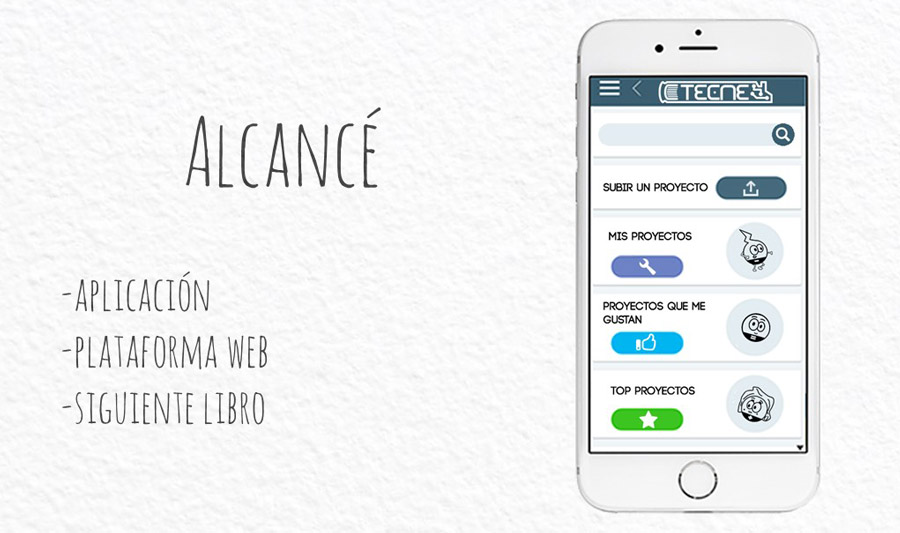 ALCANCÉ
-APLICACIÓN
-PLATAFORMA WEB
-SIGUIENTE LIBRO
TECNE
SUBIR UN PROYECTO
MIS PROYECTOS
PROYECTOS QUE ME
GUSTAN
TOP PROYECTOS